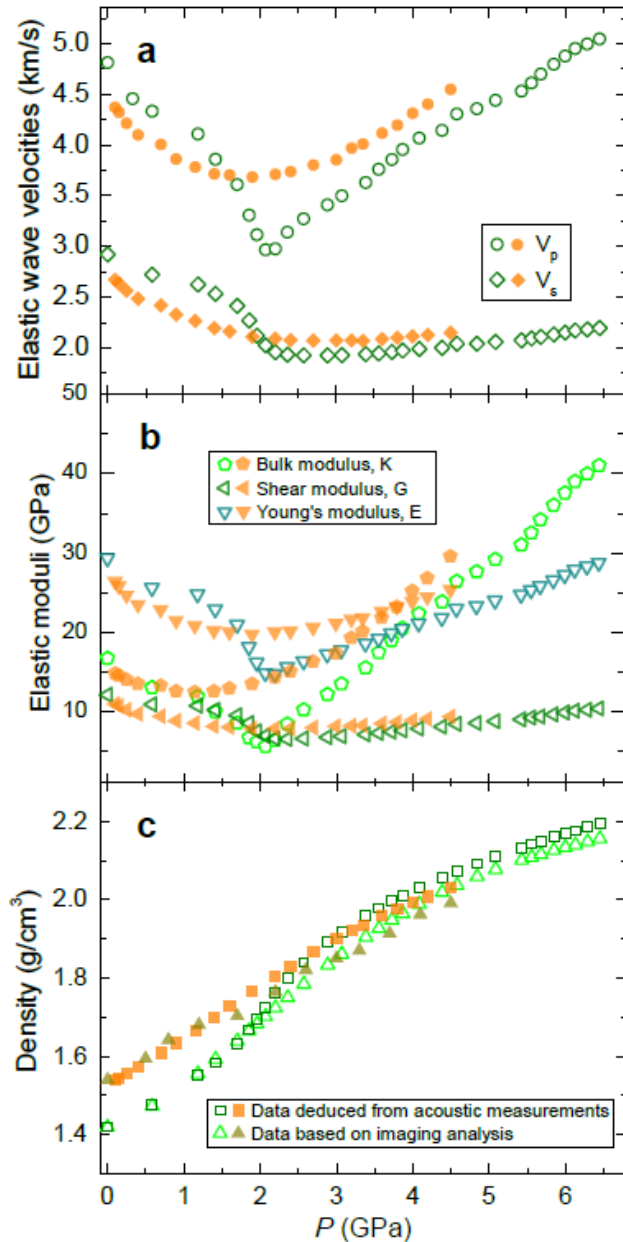 a
5.0
4.5
4.0
3.5
3.0
2.5
2.0
Elastic wave velocities (km/s)
Vp
Vs
b
50
40
30
20
10
Elastic moduli (GPa)
Bulk modulus, K
Shear modulus, G
Young's modulus, E
c
2.2
2.0
1.8
1.6
1.4
Density (g/cm³)
Data deduced from acoustic measurements
Data based on imaging analysis
0 1 2 3 4 5 6
P (GPa)